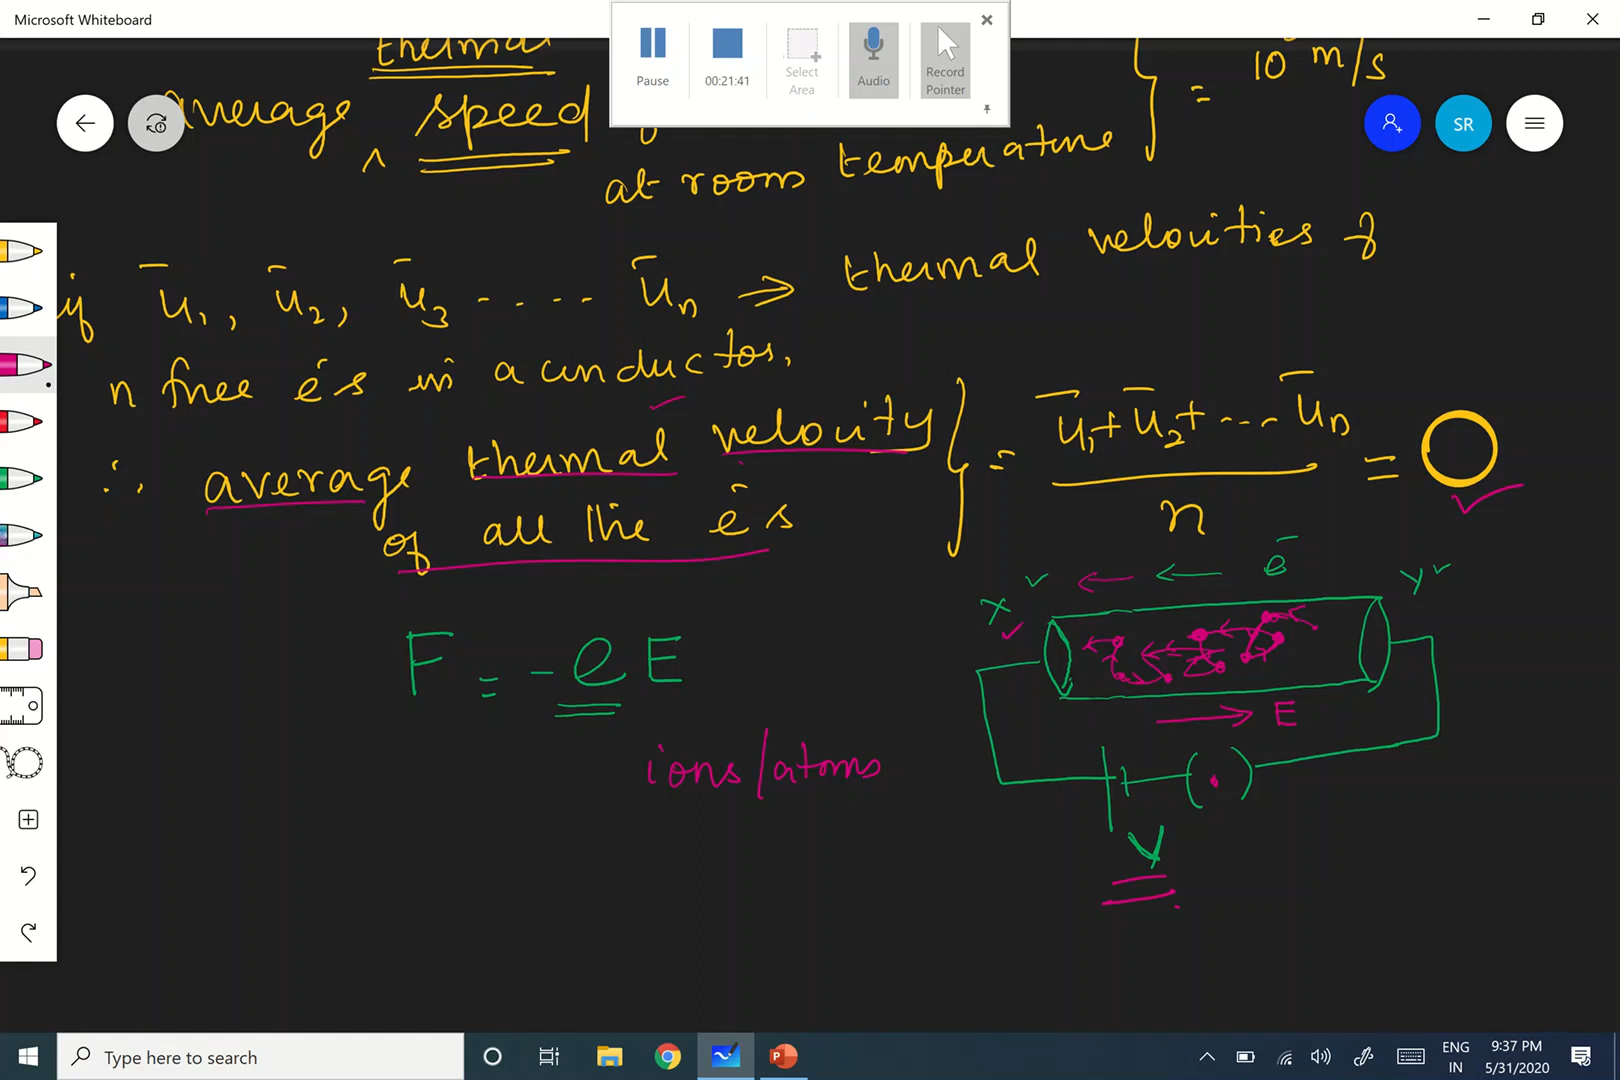 Microsoft Whiteboard
Pause
00:21:41
Select Area
Audio
Record Pointer
thermal
average ^ speed
at room temperature
= 10 m/s
SR
if ū₁, ū₂, ū₃ ..... ūn ⇒ thermal velocities of
n free ēs in a conductor,
∴ average thermal velocity } = ū₁+ū₂+...ūn / n = 0
of all the ēs
F = -eE
ions/atoms
X ← ← ē Y
→ E
V
Type here to search
ENG IN
9:37 PM
5/31/2020